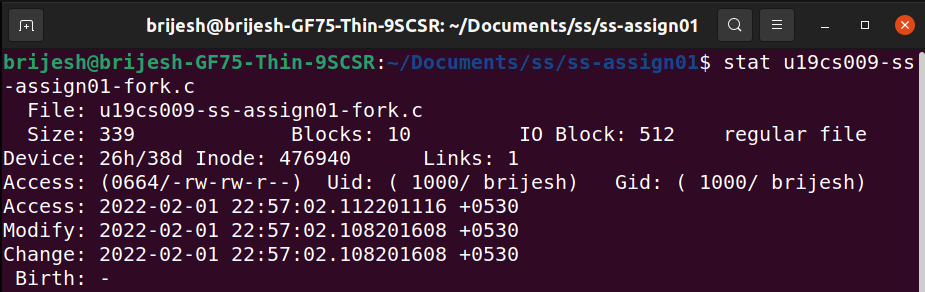 brijesh@brijesh-GF75-Thin-9SCSR: ~/Documents/ss/ss-assign01
brijesh@brijesh-GF75-Thin-9SCSR:~/Documents/ss/ss-assign01$ stat u19cs009-ss
-assign01-fork.c
  File: u19cs009-ss-assign01-fork.c
  Size: 339             Blocks: 10         IO Block: 512    regular file
Device: 26h/38d Inode: 476940      Links: 1
Access: (0664/-rw-rw-r--)  Uid: ( 1000/ brijesh)   Gid: ( 1000/ brijesh)
Access: 2022-02-01 22:57:02.112201116 +0530
Modify: 2022-02-01 22:57:02.108201608 +0530
Change: 2022-02-01 22:57:02.108201608 +0530
 Birth: -